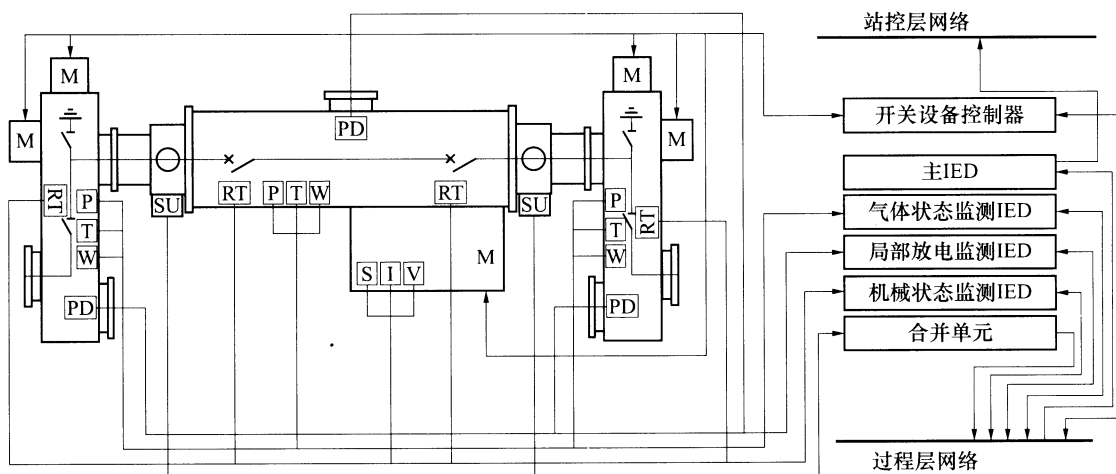 站控层网络
M
M
M
M
PD
开关设备控制器
主IED
RT
P
T
W
SU
RT
P
T
W
RT
SU
P
T
W
RT
气体状态监测IED
局部放电监测IED
机械状态监测IED
合并单元
S
I
V
M
PD
PD
过程层网络